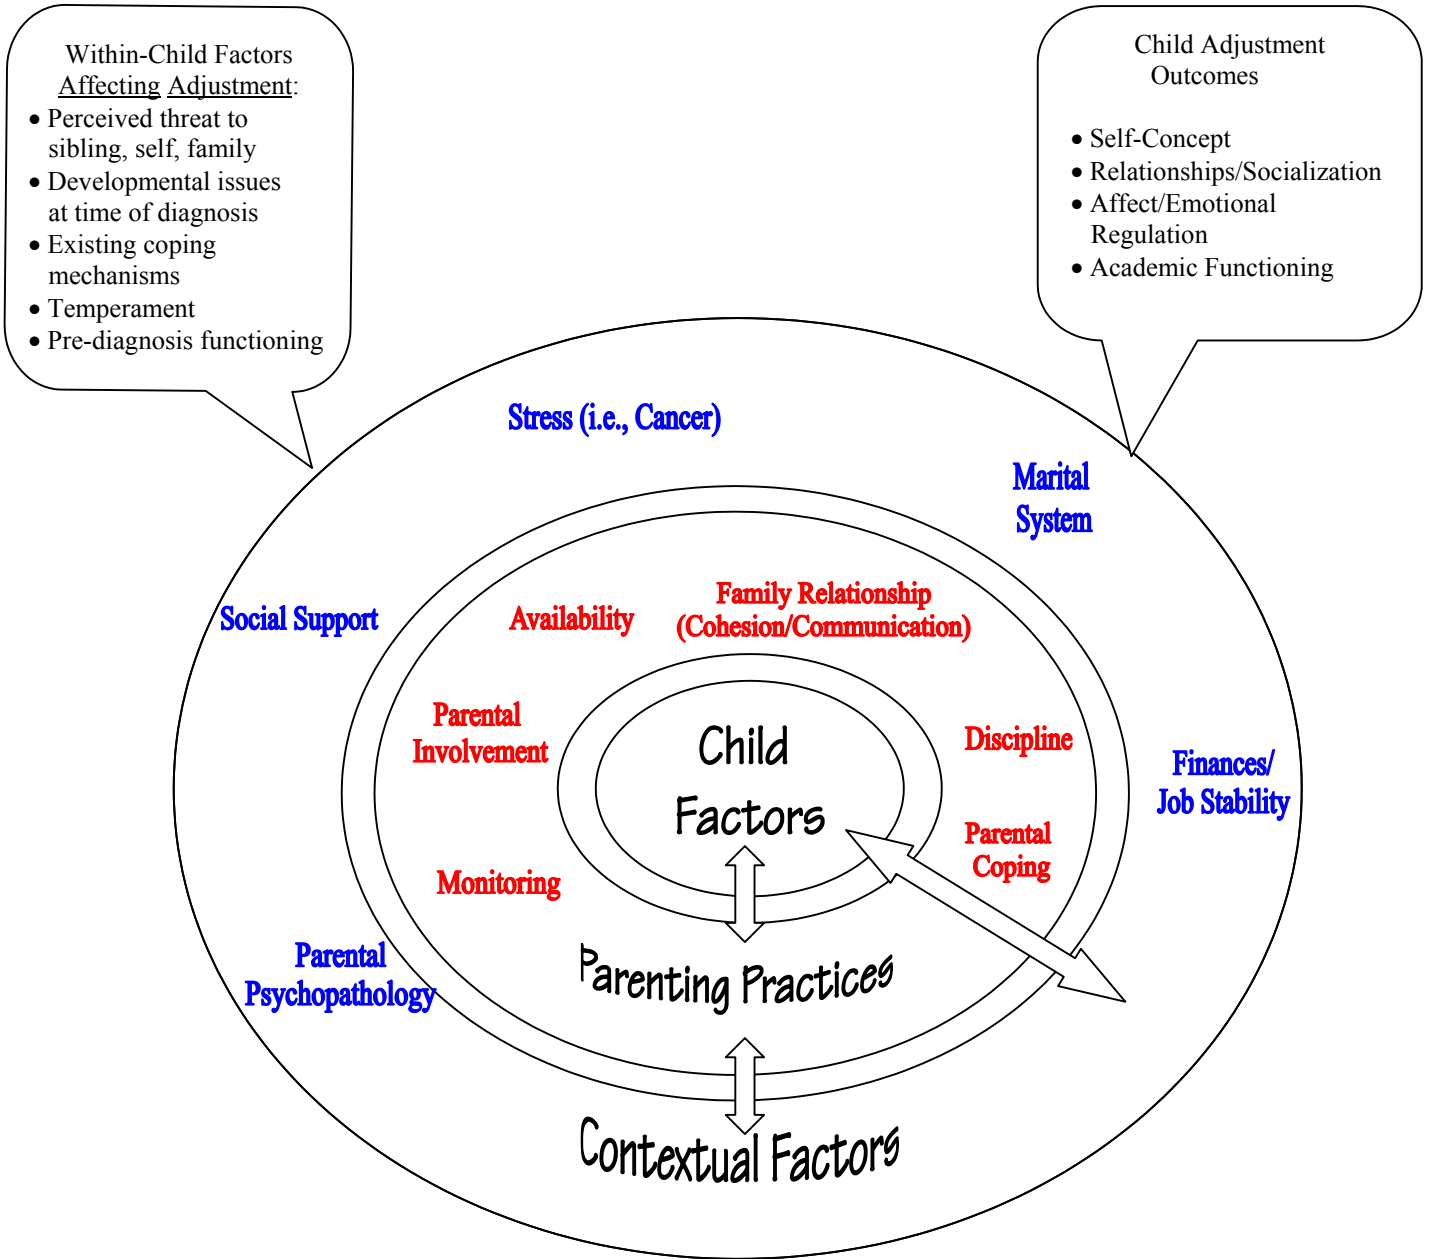 Within-Child Factors
Affecting Adjustment:
• Perceived threat to
sibling, self, family
• Developmental issues
at time of diagnosis
• Existing coping
mechanisms
• Temperament
• Pre-diagnosis functioning
Child Adjustment
Outcomes
• Self-Concept
• Relationships/Socialization
• Affect/Emotional
Regulation
• Academic Functioning
Stress (i.e., Cancer)
Marital
System
Social Support
Availability
Family Relationship
(Cohesion/Communication)
Parental
Involvement
Child
Factors
Discipline
Finances/
Job Stability
Parental
Coping
Monitoring
Parental
Psychopathology
Parenting Practices
Contextual Factors